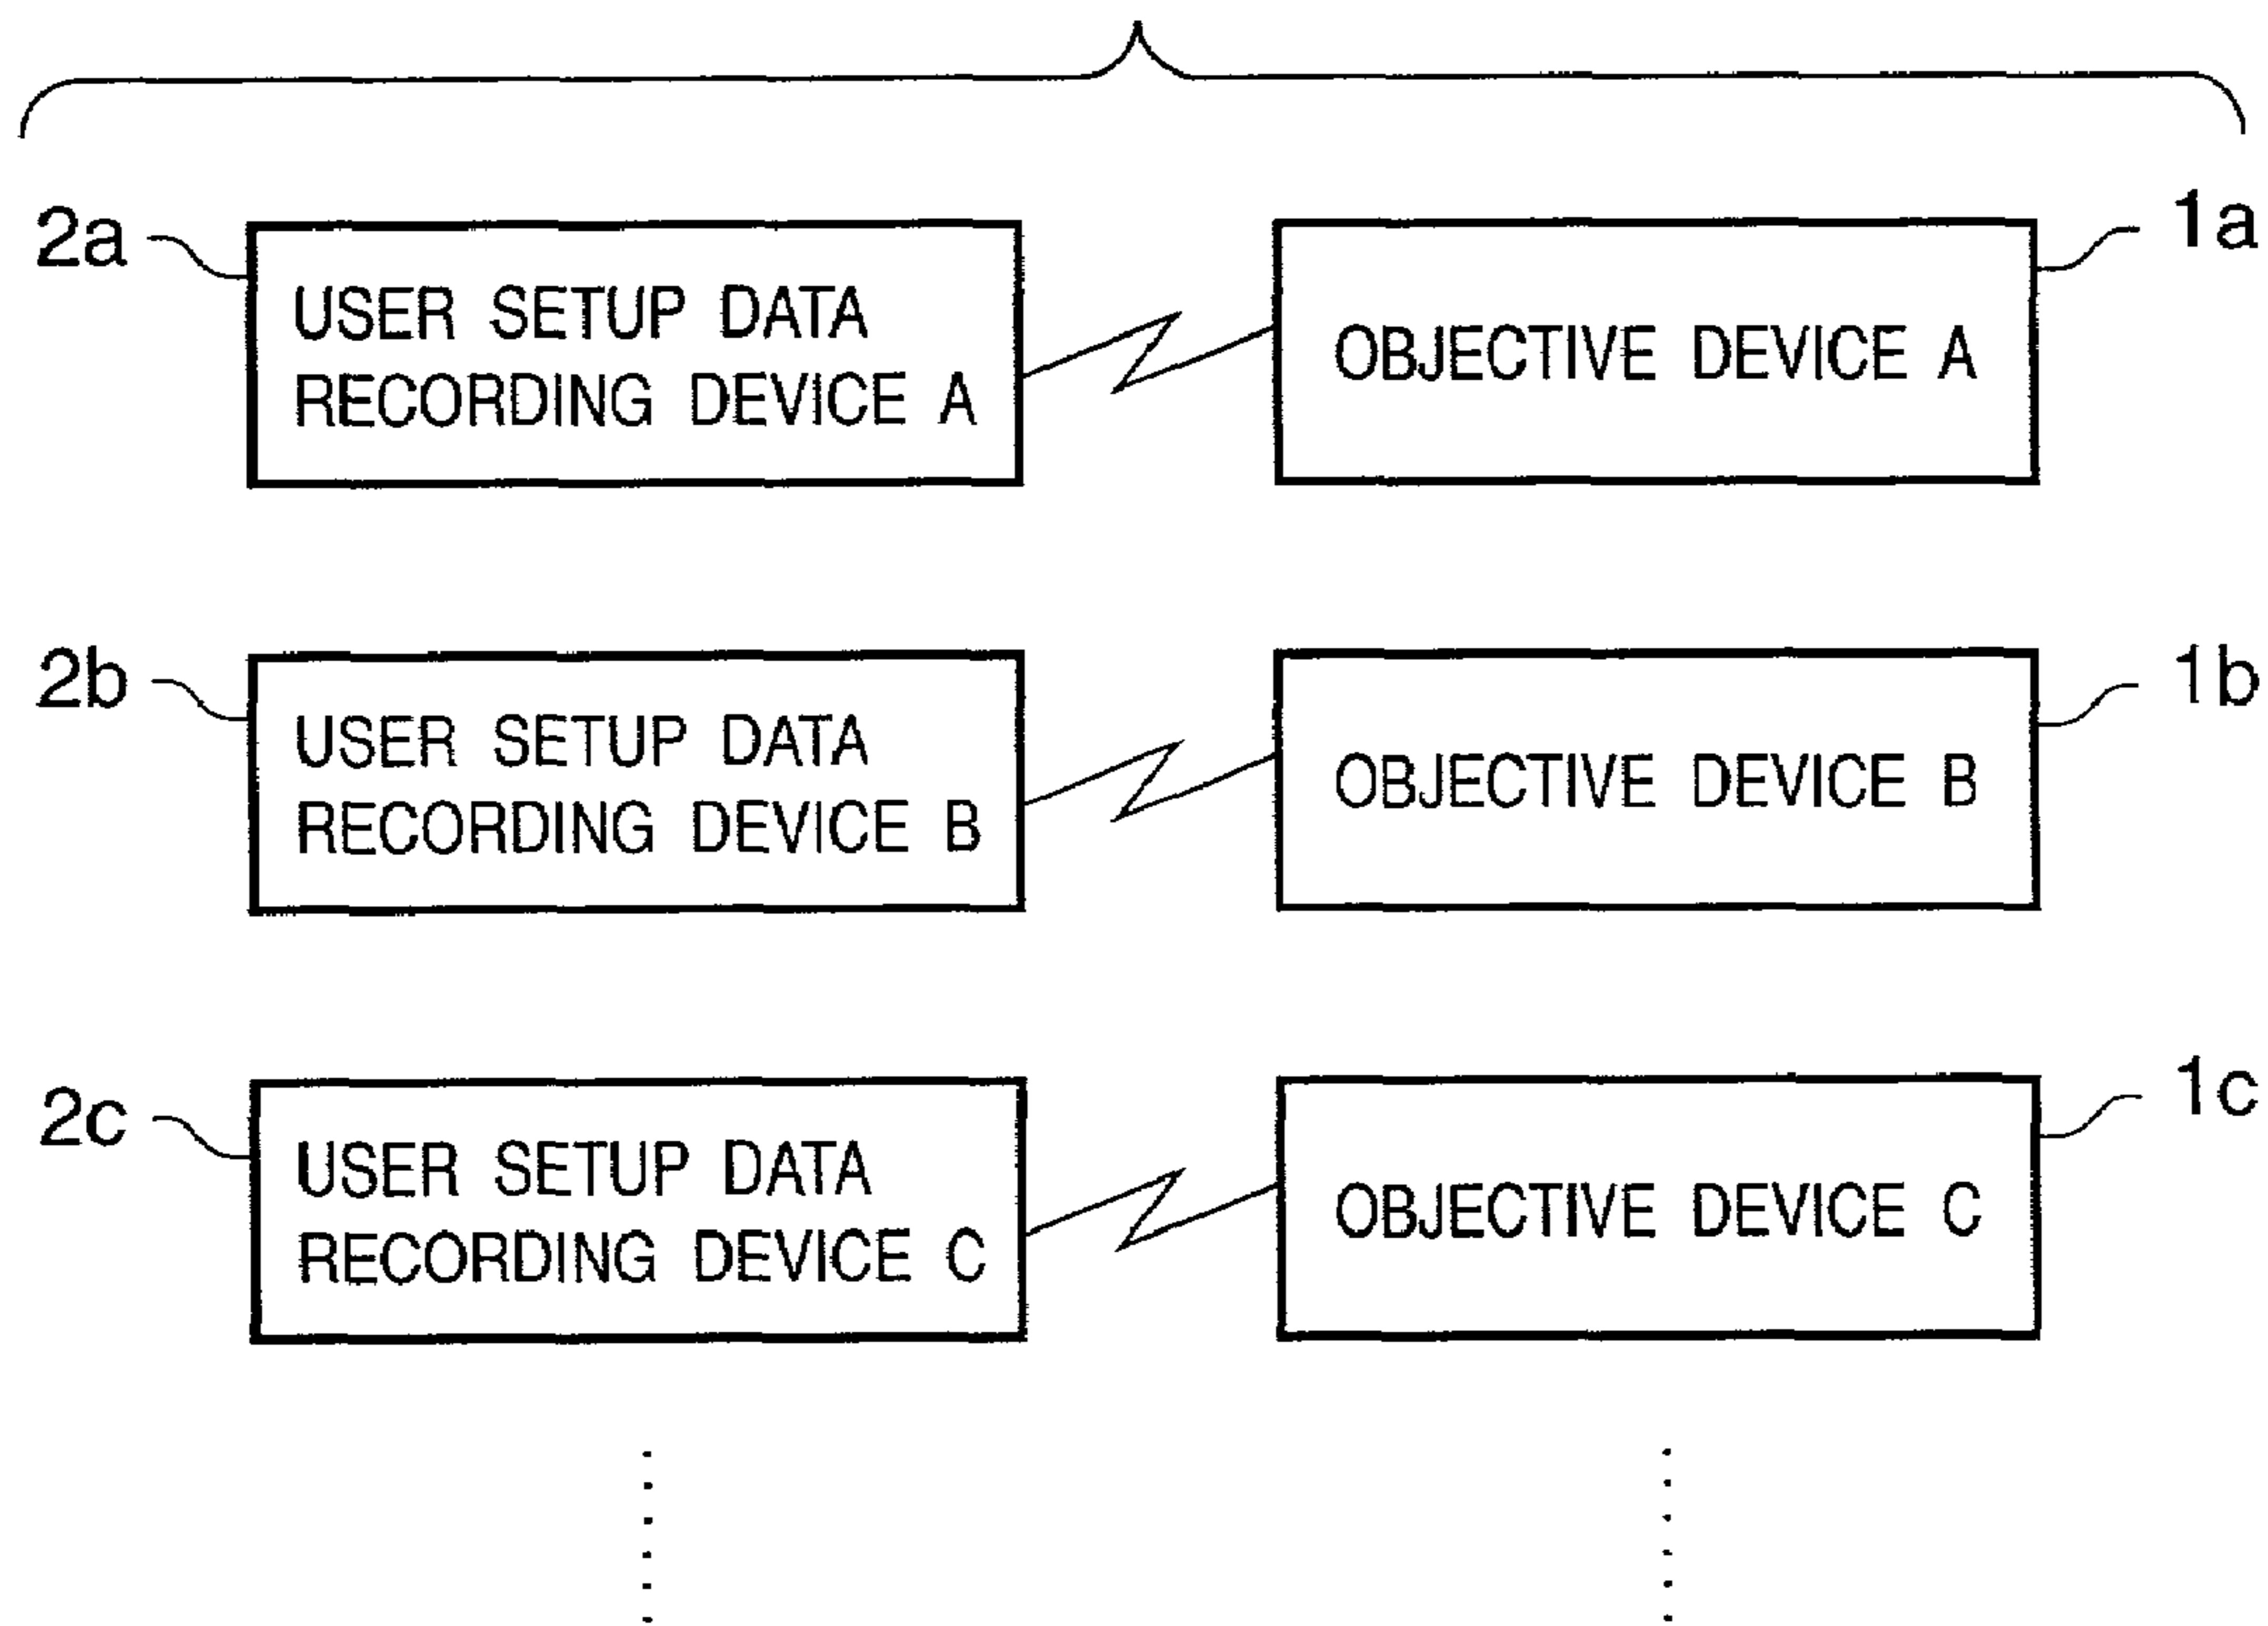 2a
USER SETUP DATA
RECORDING DEVICE A
OBJECTIVE DEVICE A
1a
2b
USER SETUP DATA
RECORDING DEVICE B
OBJECTIVE DEVICE B
1b
2c
USER SETUP DATA
RECORDING DEVICE C
OBJECTIVE DEVICE C
1c